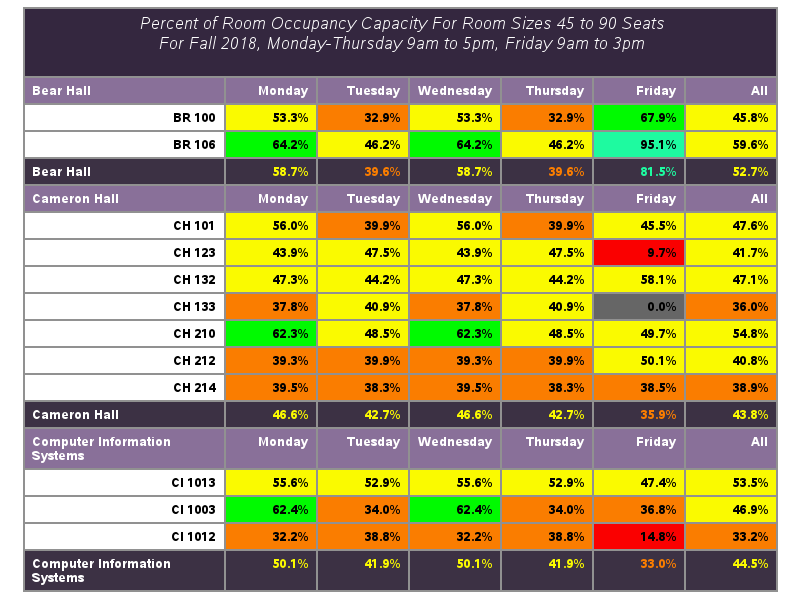 Percent of Room Occupancy Capacity For Room Sizes 45 to 90 Seats
For Fall 2018, Monday-Thursday 9am to 5pm, Friday 9am to 3pm
Bear Hall Monday Tuesday Wednesday Thursday Friday All
BR 100 53.3% 32.9% 53.3% 32.9% 67.9% 45.8%
BR 106 64.2% 46.2% 64.2% 46.2% 95.1% 59.6%
Bear Hall 58.7% 39.6% 58.7% 39.6% 81.5% 52.7%
Cameron Hall Monday Tuesday Wednesday Thursday Friday All
CH 101 56.0% 39.9% 56.0% 39.9% 45.5% 47.6%
CH 123 43.9% 47.5% 43.9% 47.5% 9.7% 41.7%
CH 132 47.3% 44.2% 47.3% 44.2% 58.1% 47.1%
CH 133 37.8% 40.9% 37.8% 40.9% 0.0% 36.0%
CH 210 62.3% 48.5% 62.3% 48.5% 49.7% 54.8%
CH 212 39.3% 39.9% 39.3% 39.9% 50.1% 40.8%
CH 214 39.5% 38.3% 39.5% 38.3% 38.5% 38.9%
Cameron Hall 46.6% 42.7% 46.6% 42.7% 35.9% 43.8%
Computer Information Monday Tuesday Wednesday Thursday Friday All
Systems
CI 1013 55.6% 52.9% 55.6% 52.9% 47.4% 53.5%
CI 1003 62.4% 34.0% 62.4% 34.0% 36.8% 46.9%
CI 1012 32.2% 38.8% 32.2% 38.8% 14.8% 33.2%
Computer Information 50.1% 41.9% 50.1% 41.9% 33.0% 44.5%
Systems